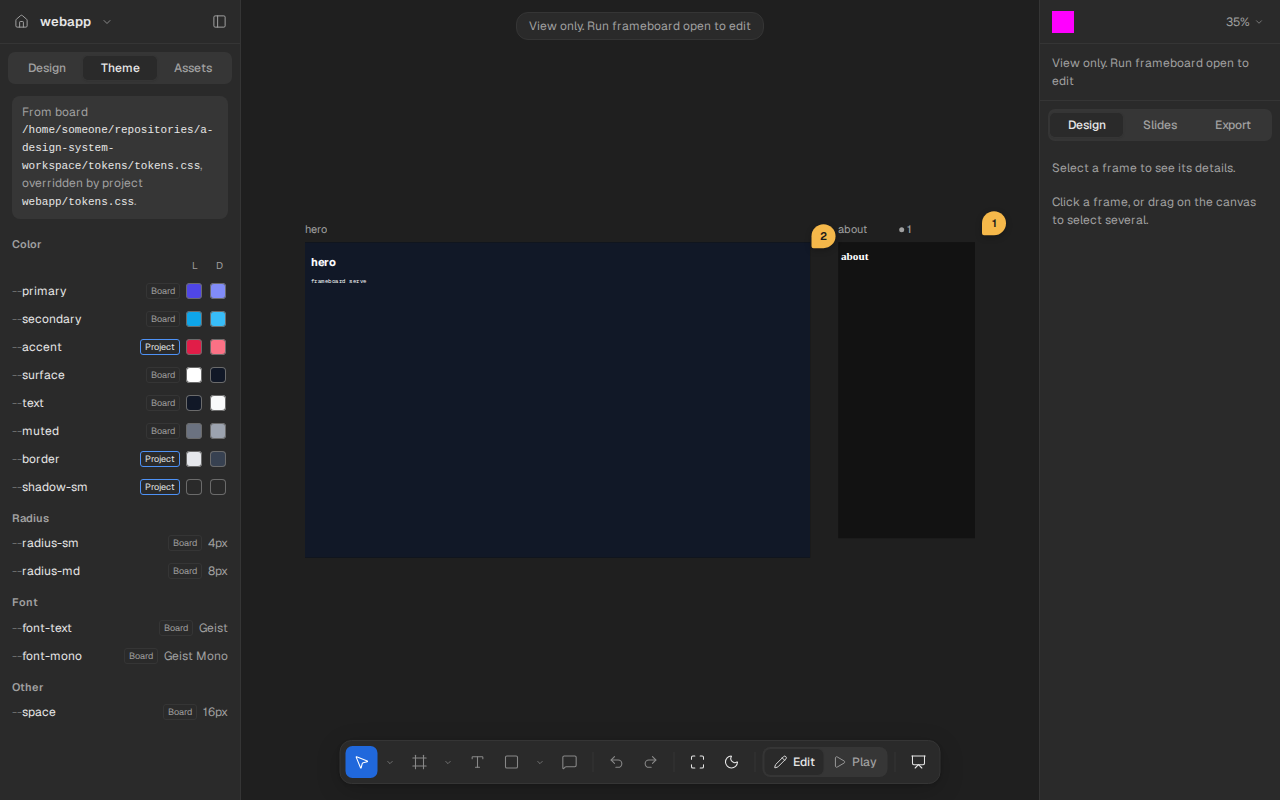 webapp
View only. Run frameboard open to edit
35%
Design
Theme
Assets
View only. Run frameboard open to
edit
From board
/home/someone/repositories/a-
design-system-
workspace/tokens/tokens.css,
overridden by project
webapp/tokens.css.
Design
Slides
Export
Select a frame to see its details.
Click a frame, or drag on the canvas
to select several.
hero
2
about
1
1
hero
frameboard serve
about
Color
L D
--primary Board
--secondary Board
--accent Project
--surface Board
--text Board
--muted Board
--border Project
--shadow-sm Project
Radius
--radius-sm Board 4px
--radius-md Board 8px
Font
--font-text Board Geist
--font-mono Board Geist Mono
Other
--space Board 16px
Edit
Play